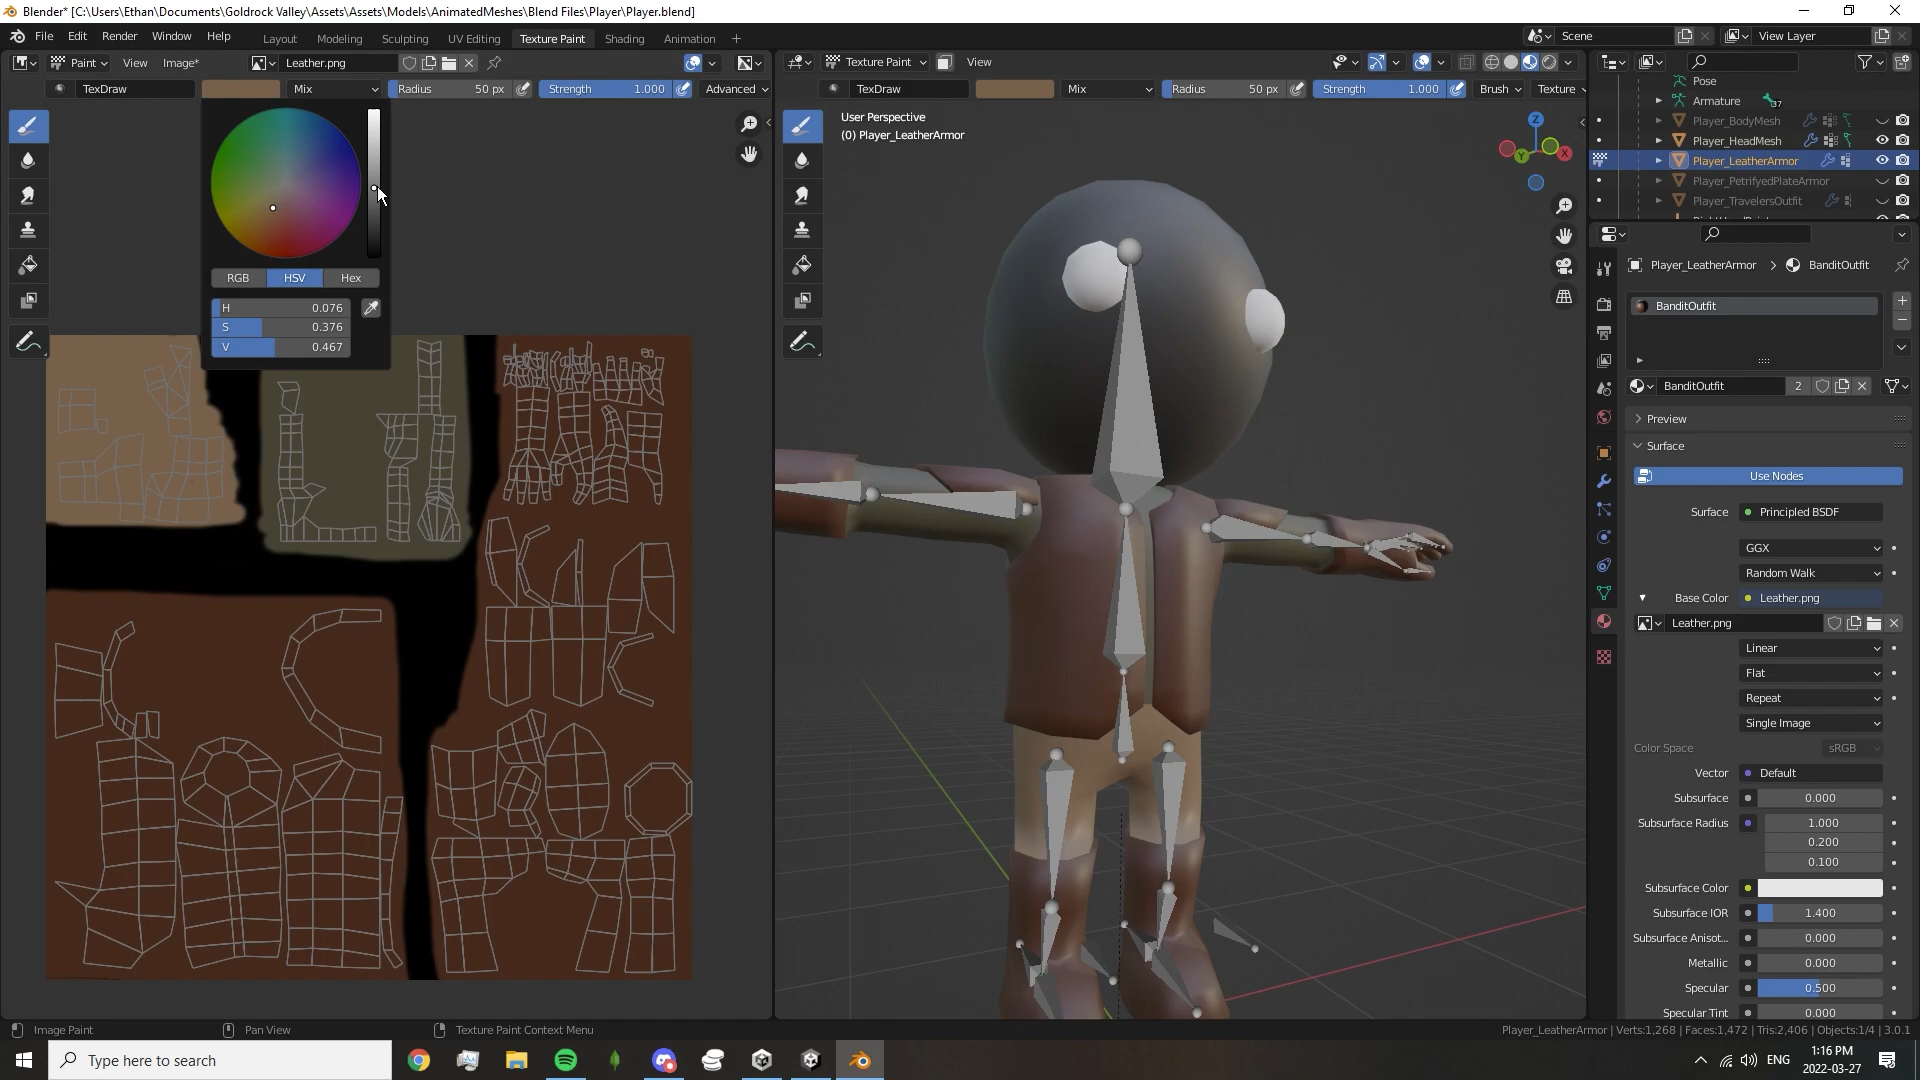 Blender* [C:\Users\Ethan\Documents\Goldrock Valley\Assets\Assets\Models\AnimatedMeshes\Blend Files\Player\Player.blend]
File Edit Render Window Help Layout Modeling Sculpting UV Editing Texture Paint Shading Animation + Scene View Layer
Paint View Image* Leather.png Texture Paint View
TexDraw Mix Radius 50 px Strength 1.000 Advanced TexDraw Mix Radius 50 px Strength 1.000 Brush Texture
RGB HSV Hex
H 0.076
S 0.376
V 0.467
User Perspective
(0) Player_LeatherArmor
Z
X
Y
Pose
Armature 37
Player_BodyMesh
Player_HeadMesh
Player_LeatherArmor
Player_PetrifyedPlateArmor
Player_TravelersOutfit
Player_LeatherArmor > BanditOutfit
BanditOutfit
BanditOutfit 2
Preview
Surface
Use Nodes
Surface Principled BSDF
GGX
Random Walk
Base Color Leather.png
Leather.png
Linear
Flat
Repeat
Single Image
Color Space sRGB
Vector Default
Subsurface 0.000
Subsurface Radius 1.000
0.200
0.100
Subsurface Color
Subsurface IOR 1.400
Subsurface Anisot... 0.000
Metallic 0.000
Specular 0.500
Specular Tint 0.000
Image Paint Pan View Texture Paint Context Menu Player_LeatherArmor | Verts:1,268 | Faces:1,472 | Tris:2,406 | Objects:1/4 | 3.0.1
Type here to search
ENG
1:16 PM
2022-03-27